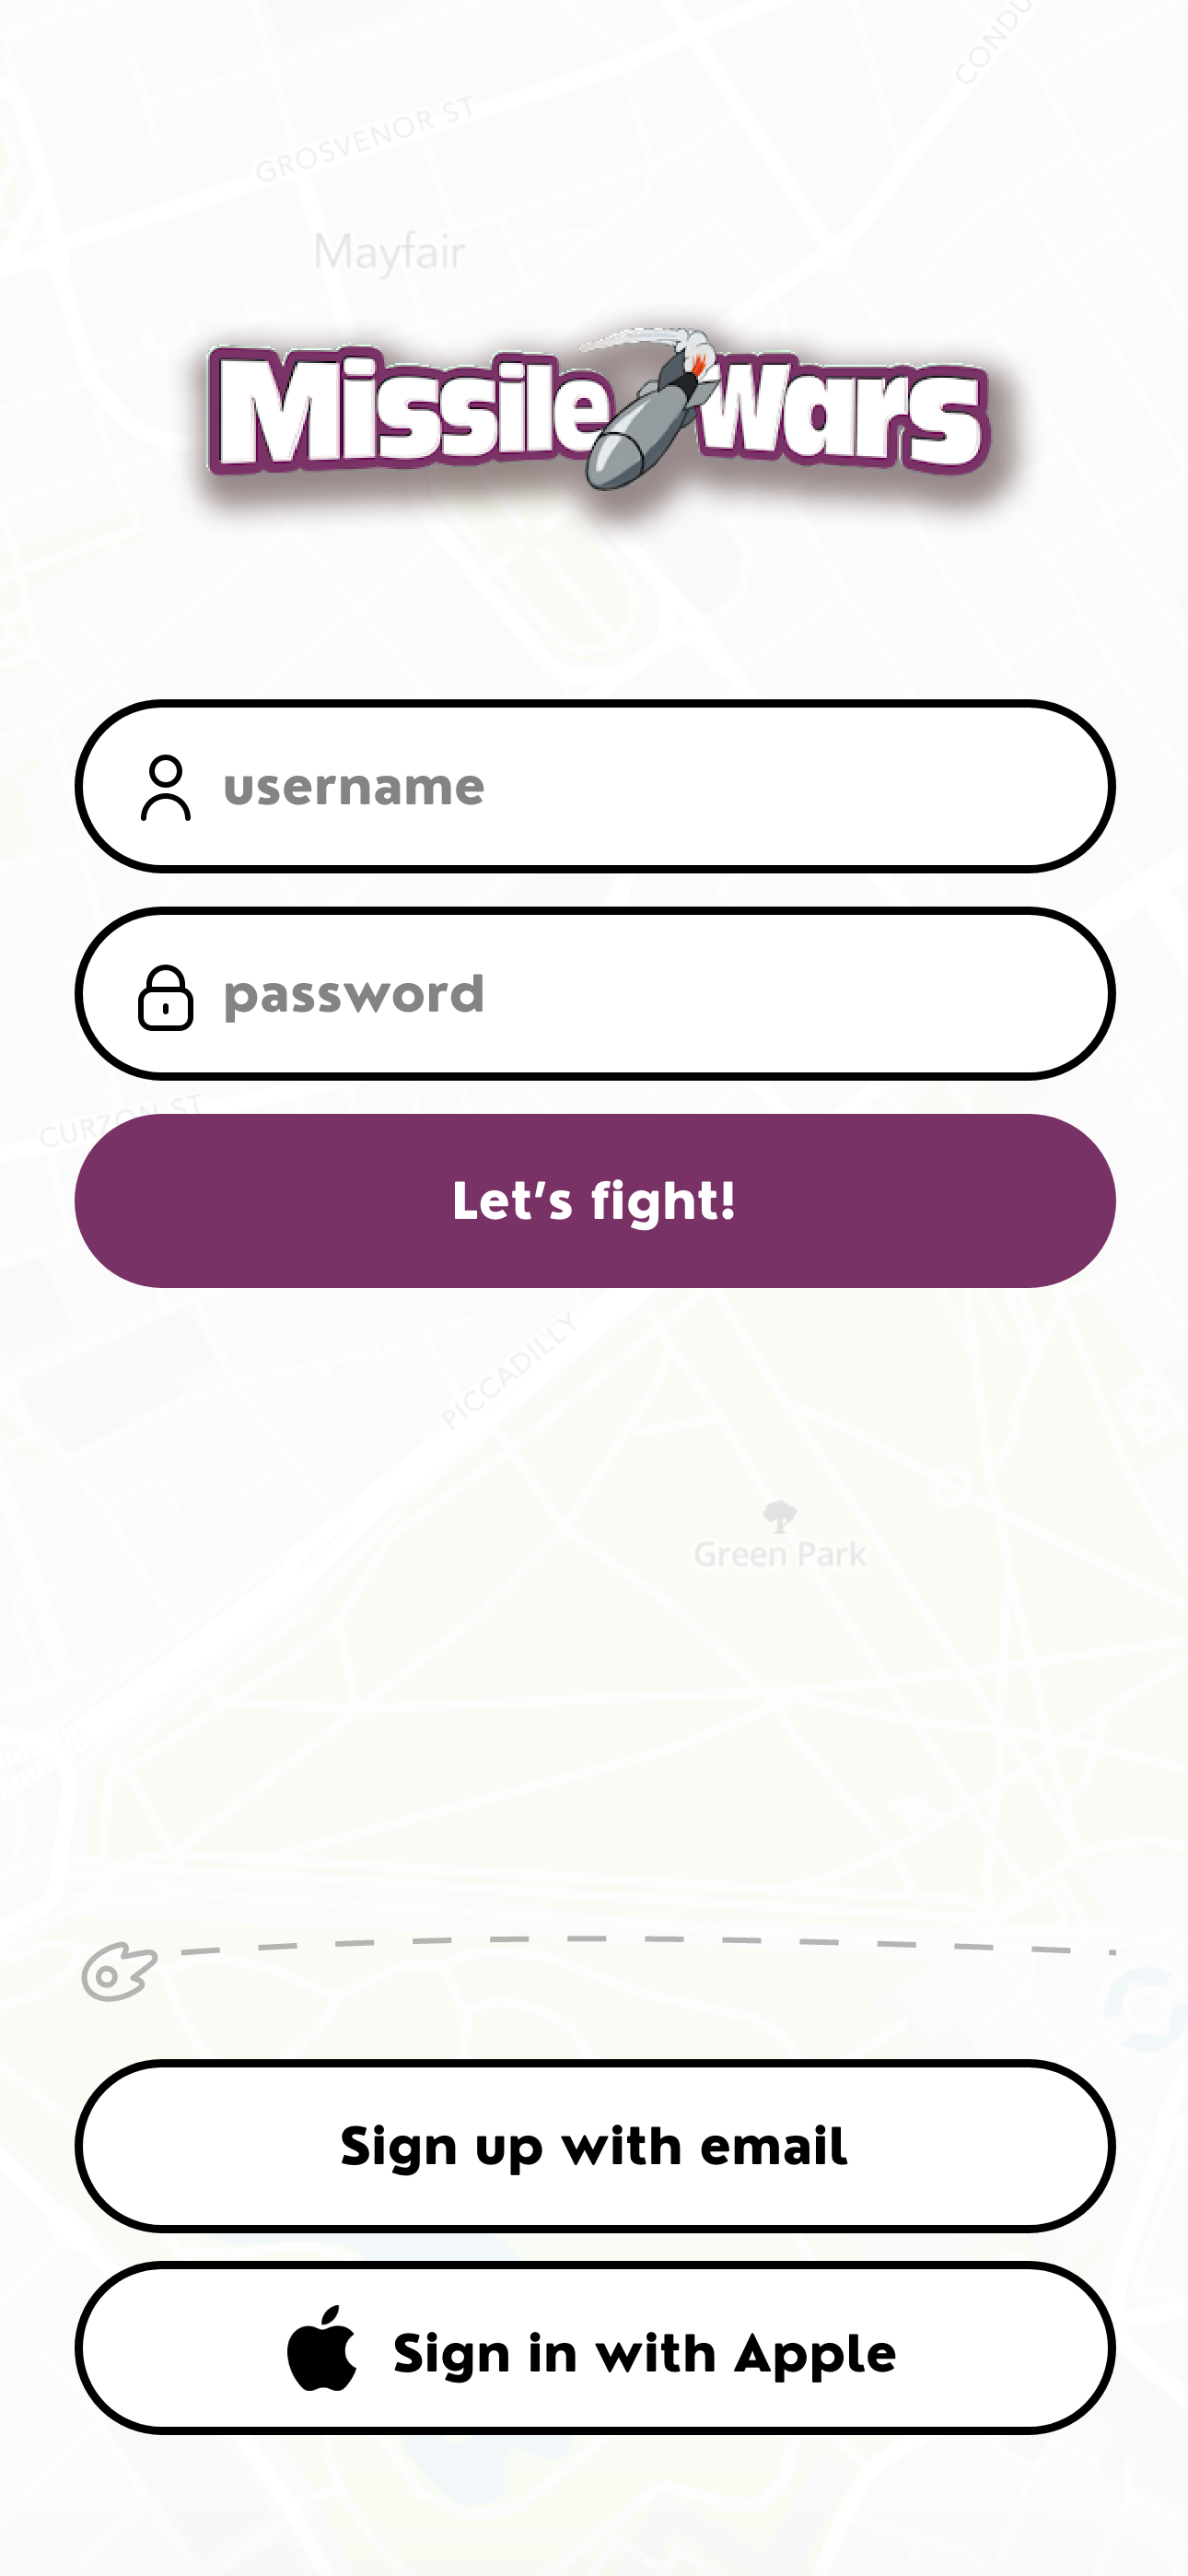 CONDU
GROSVENOR ST
Mayfair
Missile Wars
username
password
CURZON ST
Let's fight!
PICCADILLY
Green Park
Sign up with email
Sign in with Apple